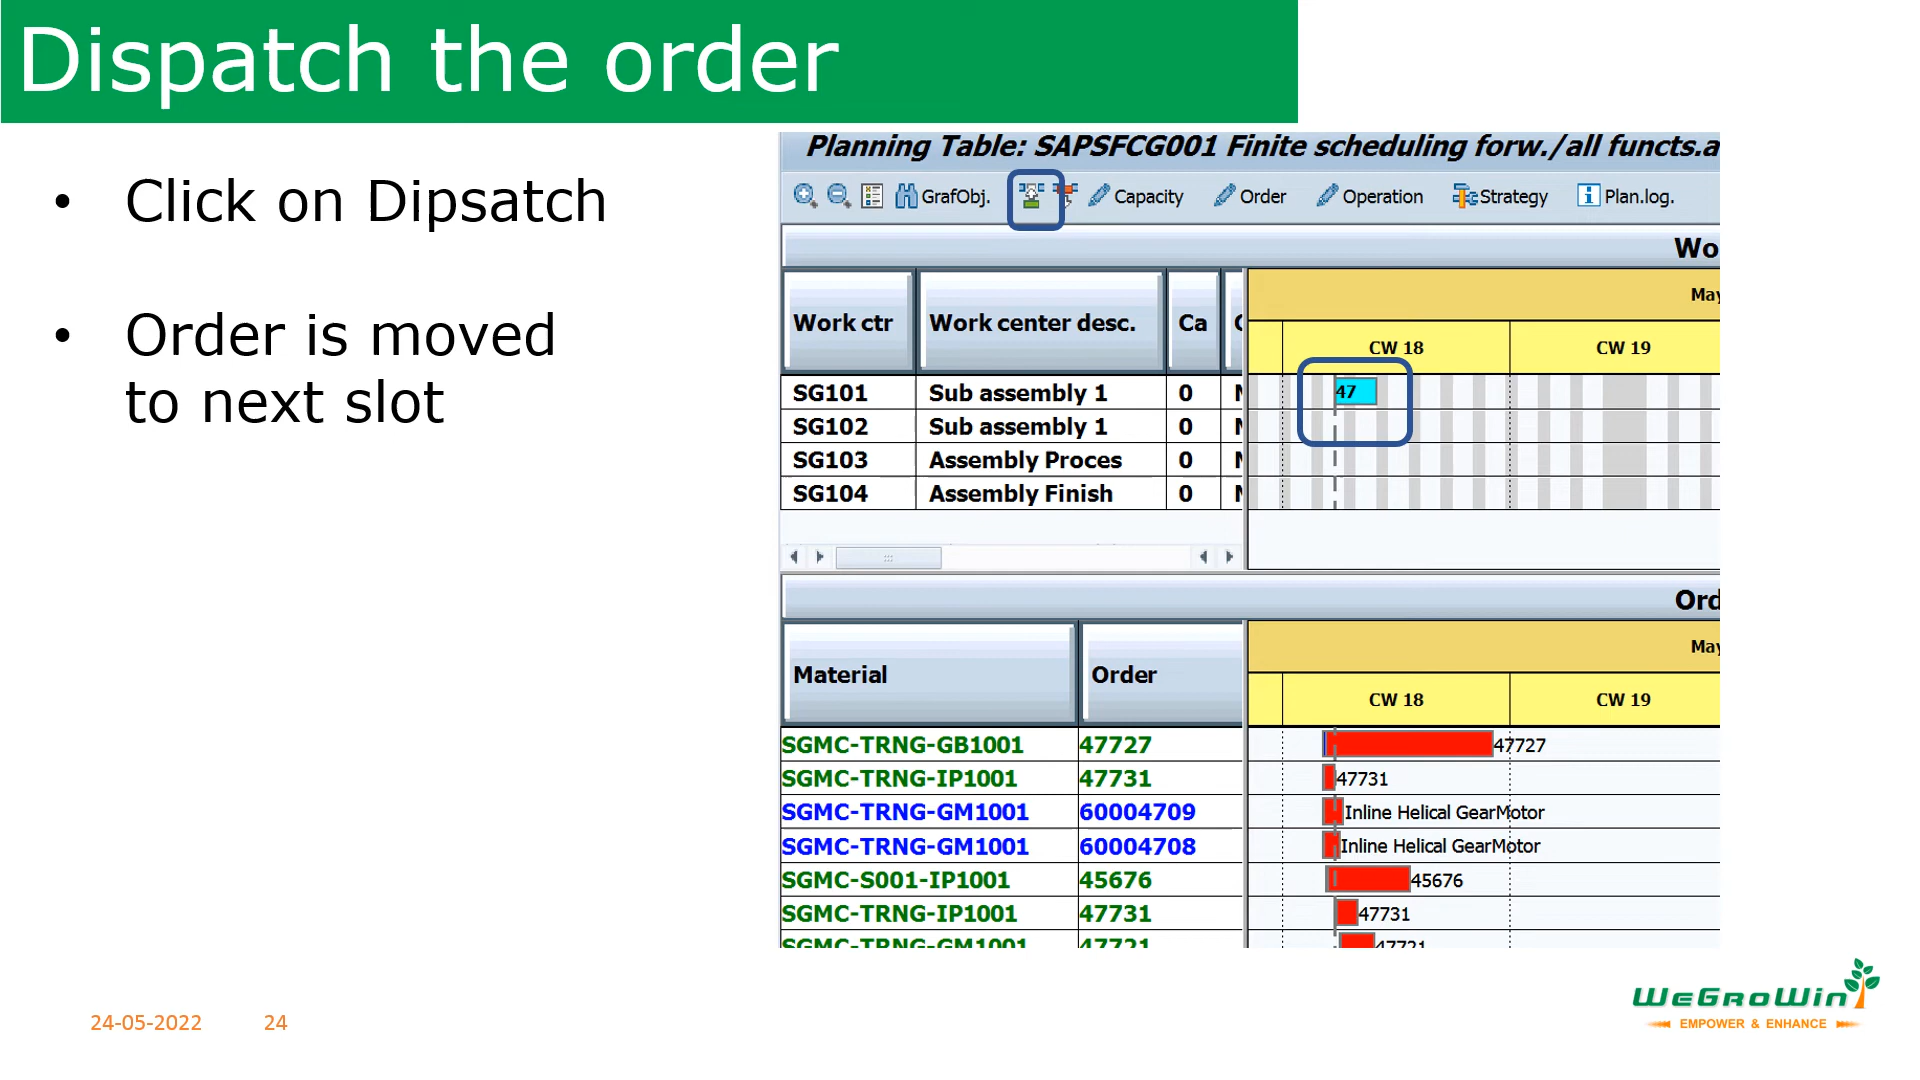 Dispatch the order
• Click on Dipsatch
• Order is moved
to next slot
Planning Table: SAPSFCG001 Finite scheduling forw./all functs.a
GrafObj. Capacity Order Operation Strategy Plan.log.
Wo
Work ctr Work center desc. Ca
May
CW 18 CW 19
SG101 Sub assembly 1 0 47
SG102 Sub assembly 1 0
SG103 Assembly Proces 0
SG104 Assembly Finish 0
Ord
Material Order
May
CW 18 CW 19
SGMC-TRNG-GB1001 47727 47727
SGMC-TRNG-IP1001 47731 47731
SGMC-TRNG-GM1001 60004709 Inline Helical GearMotor
SGMC-TRNG-GM1001 60004708 Inline Helical GearMotor
SGMC-S001-IP1001 45676 45676
SGMC-TRNG-IP1001 47731 47731
SGMC-TRNG-GM1001 47721 47721
WeGroWin
EMPOWER & ENHANCE
24-05-2022 24